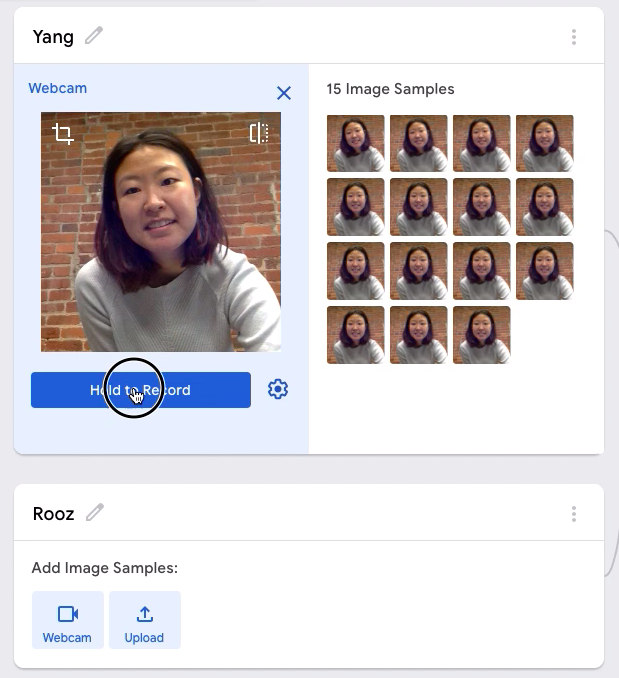 Yang
Webcam
15 Image Samples
Hold to Record
Rooz
Add Image Samples:
Webcam
Upload